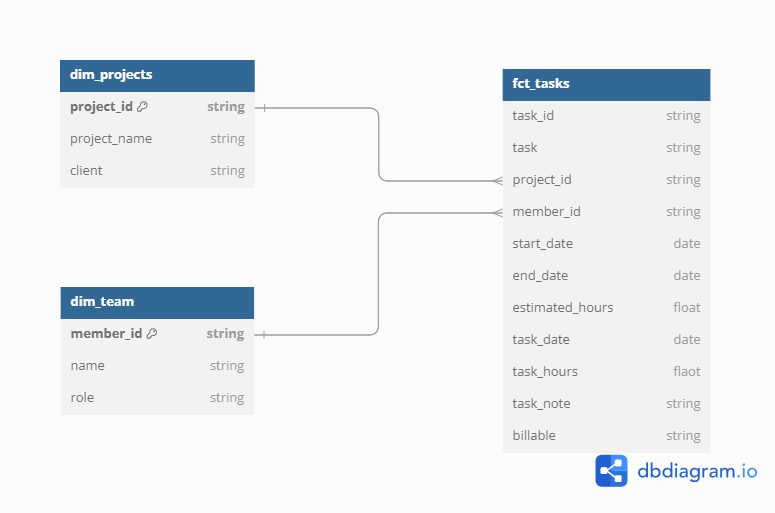 dim_projects
project_id string
project_name string
client string
dim_team
member_id string
name string
role string
fct_tasks
task_id string
task string
project_id string
member_id string
start_date date
end_date date
estimated_hours float
task_date date
task_hours flaot
task_note string
billable string
dbdiagram.io